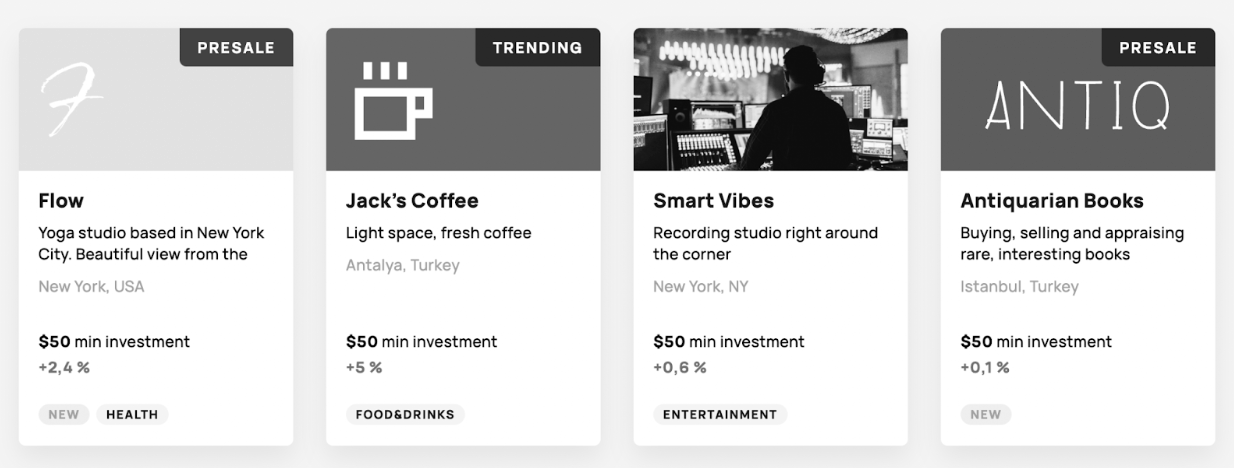 PRESALE
F
Flow
Yoga studio based in New York
City. Beautiful view from the
New York, USA
$50 min investment
+2,4 %
NEW HEALTH
TRENDING
Jack's Coffee
Light space, fresh coffee
Antalya, Turkey
$50 min investment
+5 %
FOOD&DRINKS
Smart Vibes
Recording studio right around
the corner
New York, NY
$50 min investment
+0,6 %
ENTERTAINMENT
PRESALE
ANTIQ
Antiquarian Books
Buying, selling and appraising
rare, interesting books
Istanbul, Turkey
$50 min investment
+0,1 %
NEW